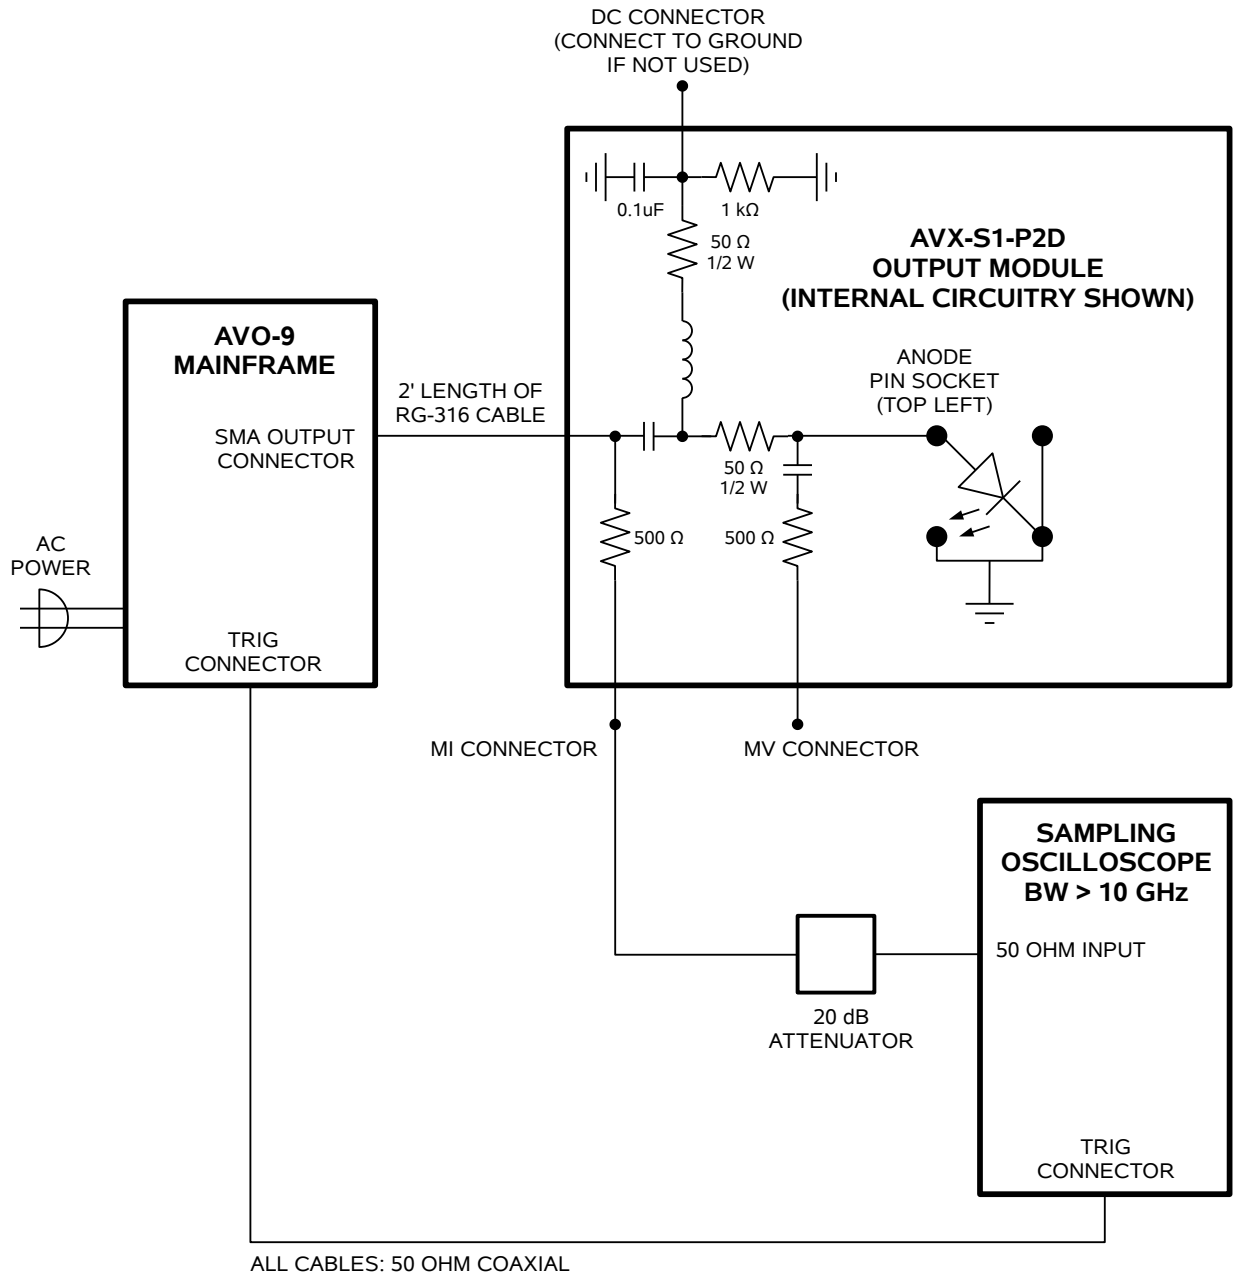 DC CONNECTOR
(CONNECT TO GROUND
IF NOT USED)
0.1uF
1 kΩ
50 Ω
1/2 W
AVX-S1-P2D
OUTPUT MODULE
(INTERNAL CIRCUITRY SHOWN)
AVO-9
MAINFRAME
2' LENGTH OF
RG-316 CABLE
ANODE
PIN SOCKET
(TOP LEFT)
SMA OUTPUT
CONNECTOR
50 Ω
1/2 W
500 Ω
500 Ω
AC
POWER
TRIG
CONNECTOR
MI CONNECTOR
MV CONNECTOR
SAMPLING
OSCILLOSCOPE
BW > 10 GHz
50 OHM INPUT
20 dB
ATTENUATOR
TRIG
CONNECTOR
ALL CABLES: 50 OHM COAXIAL